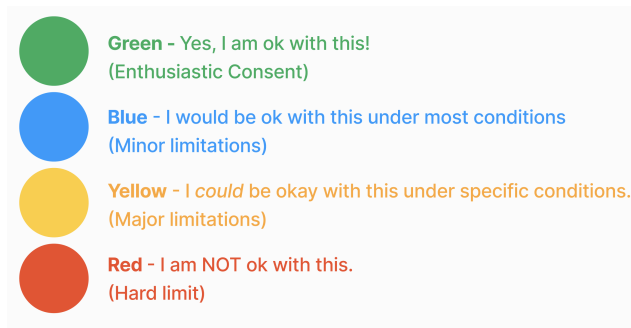 Green - Yes, I am ok with this!
(Enthusiastic Consent)
Blue - I would be ok with this under most conditions
(Minor limitations)
Yellow - I could be okay with this under specific conditions.
(Major limitations)
Red - I am NOT ok with this.
(Hard limit)